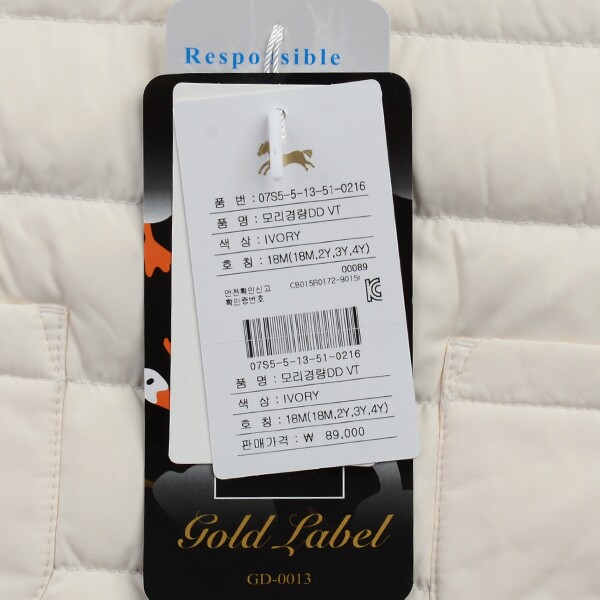 Responsible
품 번 : 07S5-5-13-51-0216
품 명 : 모리경량DD VT
색 상 : IVORY
호 칭 : 18M(18M,2Y,3Y,4Y)
00089
안전확인신고 CB015R0172-9015
확인증번호
07S5-5-13-51-0216
품 명 : 모리경량DD VT
색 상 : IVORY
호 칭 : 18M(18M,2Y,3Y,4Y)
판매가격 : ₩ 89,000
Gold Label
GD-0013